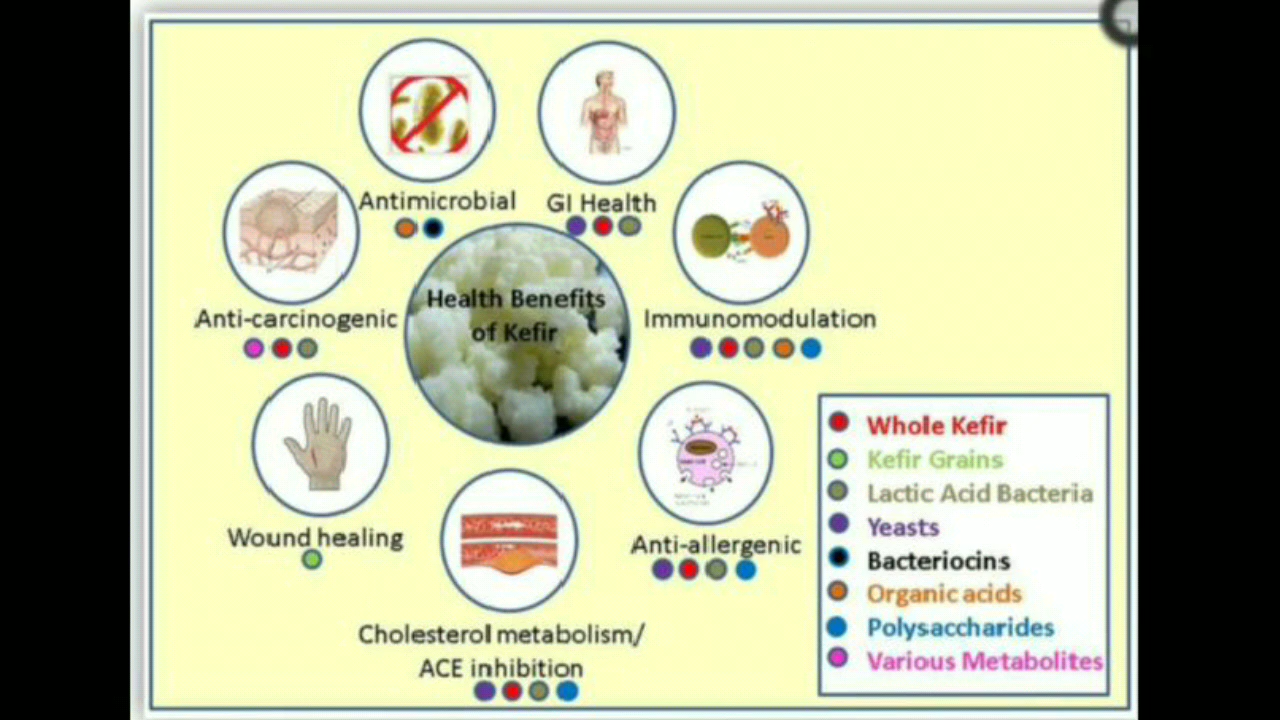 Antimicrobial
GI Health
Health Benefits
of Kefir
Anti-carcinogenic
Immunomodulation
Wound healing
Anti-allergenic
Cholesterol metabolism/
ACE inhibition
Whole Kefir
Kefir Grains
Lactic Acid Bacteria
Yeasts
Bacteriocins
Organic acids
Polysaccharides
Various Metabolites